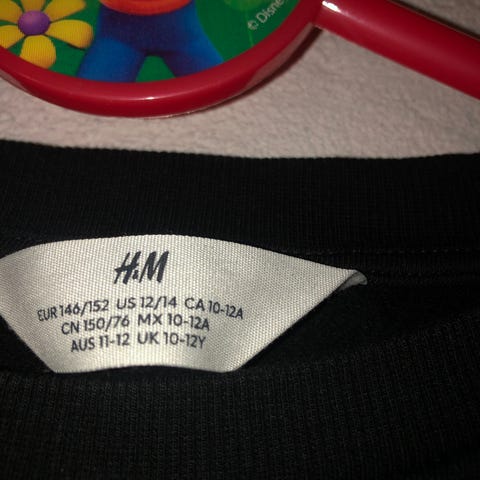 © Disney
H&M
EUR 146/152 US 12/14 CA 10-12A
CN 150/76 MX 10-12A
AUS 11-12 UK 10-12Y